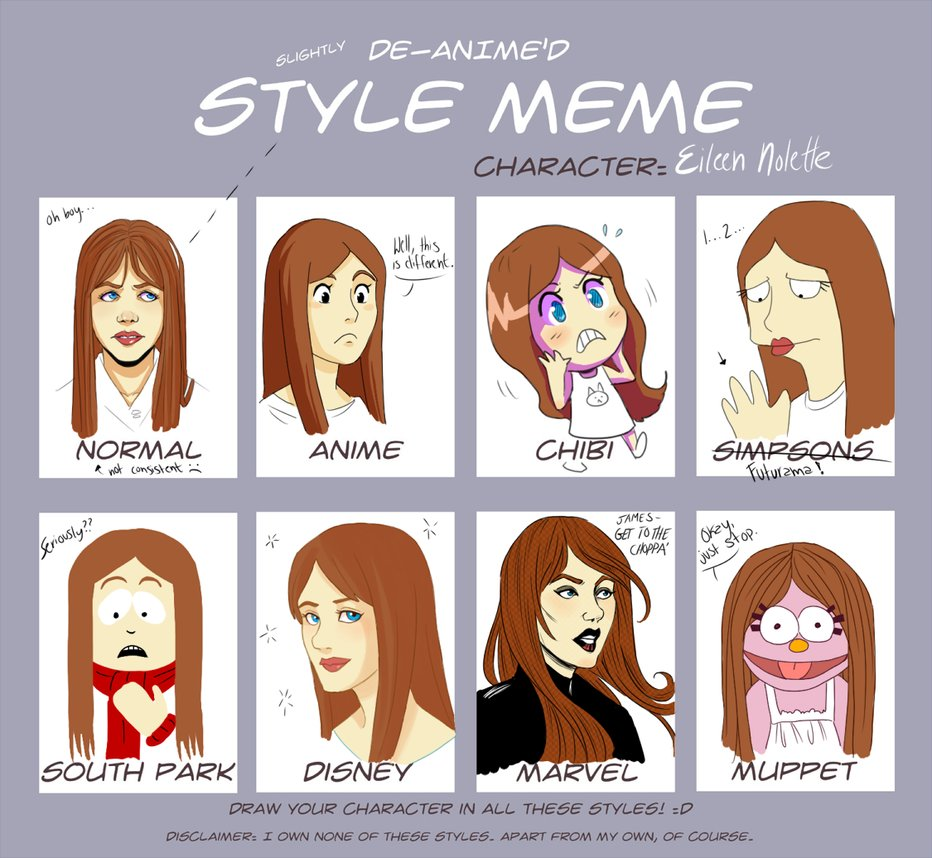 SLIGHTLY DE-ANIME'D
STYLE MEME
CHARACTER: Eileen Nolette
oh boy...
NORMAL
not consistent :/
Well, this
is different.
ANIME
CHIBI
1...2...
SIMPSONS
Futurama!
Seriously??
SOUTH PARK
DISNEY
JAMES-
GET TO THE
CHOPPA'
MARVEL
Okay,
just stop.
MUPPET
DRAW YOUR CHARACTER IN ALL THESE STYLES! =D
DISCLAIMER: I OWN NONE OF THESE STYLES. APART FROM MY OWN, OF COURSE.